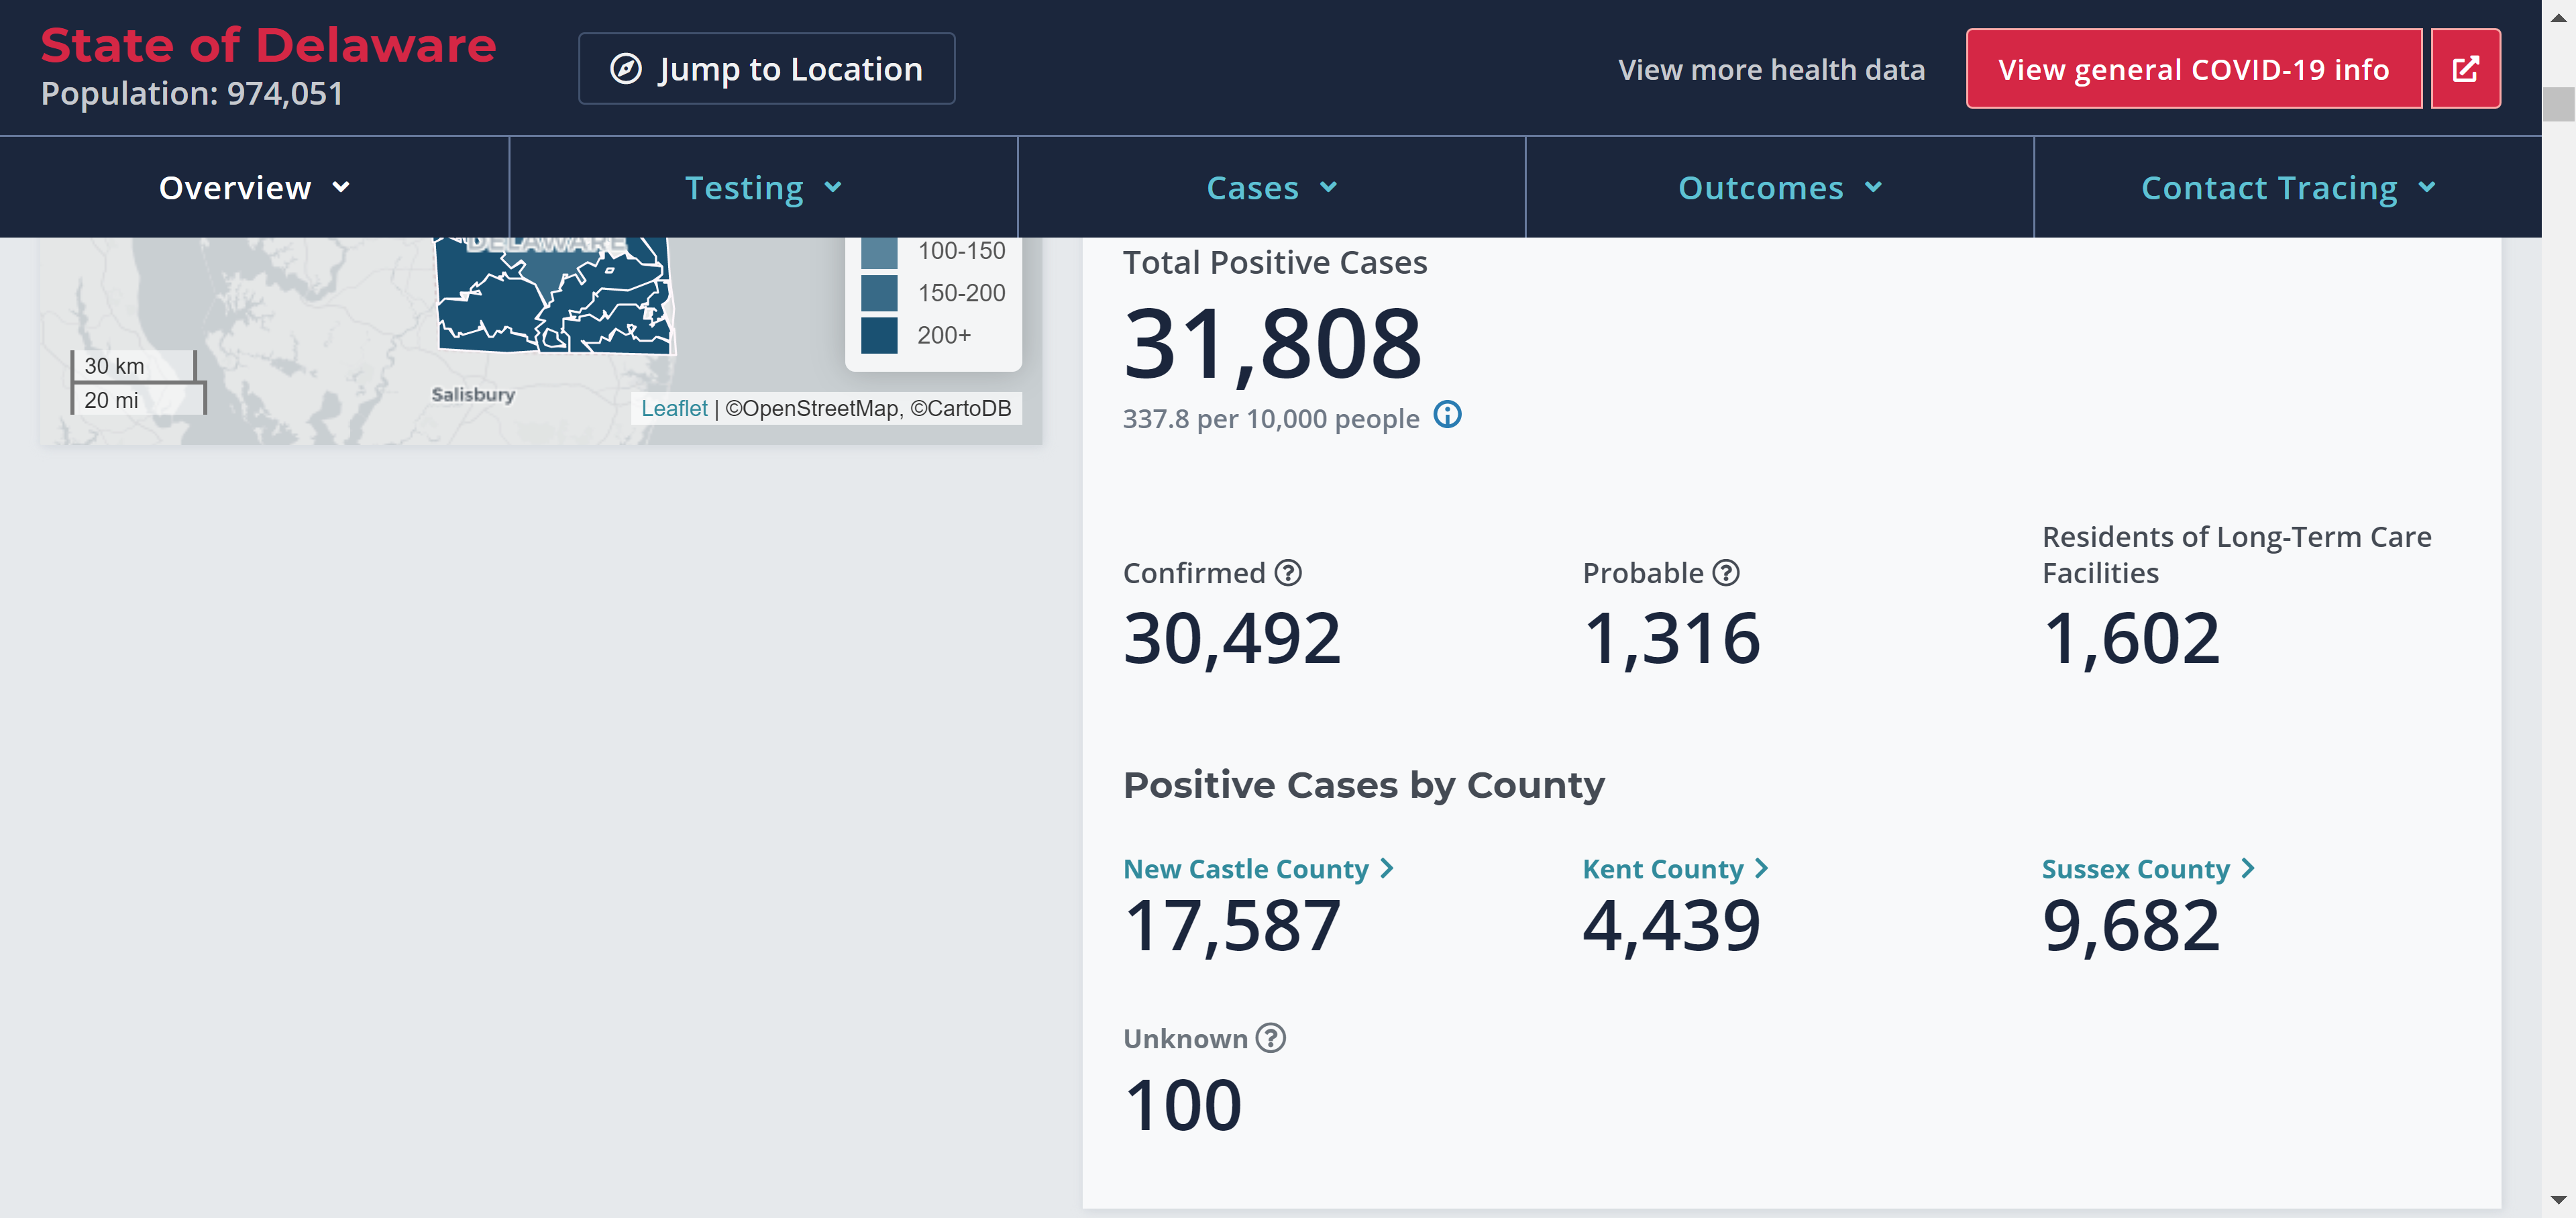 State of Delaware
Population: 974,051
Jump to Location
View more health data
View general COVID-19 info
Overview
Testing
Cases
Outcomes
Contact Tracing
DELAWARE
100-150
150-200
200+
30 km
20 mi
Salisbury
Leaflet | ©OpenStreetMap, ©CartoDB
Total Positive Cases
31,808
337.8 per 10,000 people
Confirmed
30,492
Probable
1,316
Residents of Long-Term Care
Facilities
1,602
Positive Cases by County
New Castle County
17,587
Kent County
4,439
Sussex County
9,682
Unknown
100